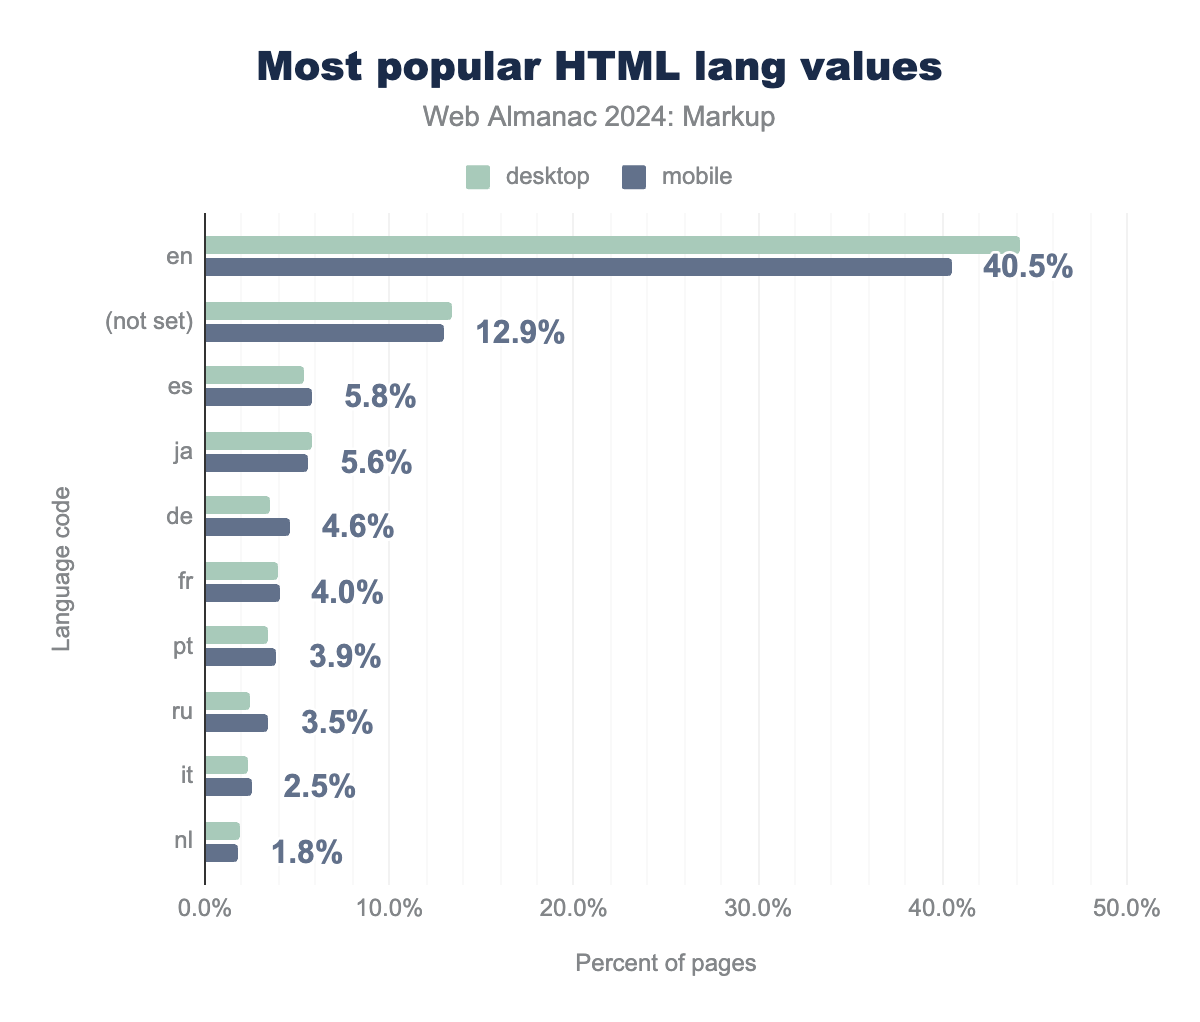 Most popular HTML lang values
Web Almanac 2024: Markup
desktop mobile
en 40.5%
(not set) 12.9%
es 5.8%
ja 5.6%
de 4.6%
fr 4.0%
pt 3.9%
ru 3.5%
it 2.5%
nl 1.8%
Language code
0.0% 10.0% 20.0% 30.0% 40.0% 50.0%
Percent of pages